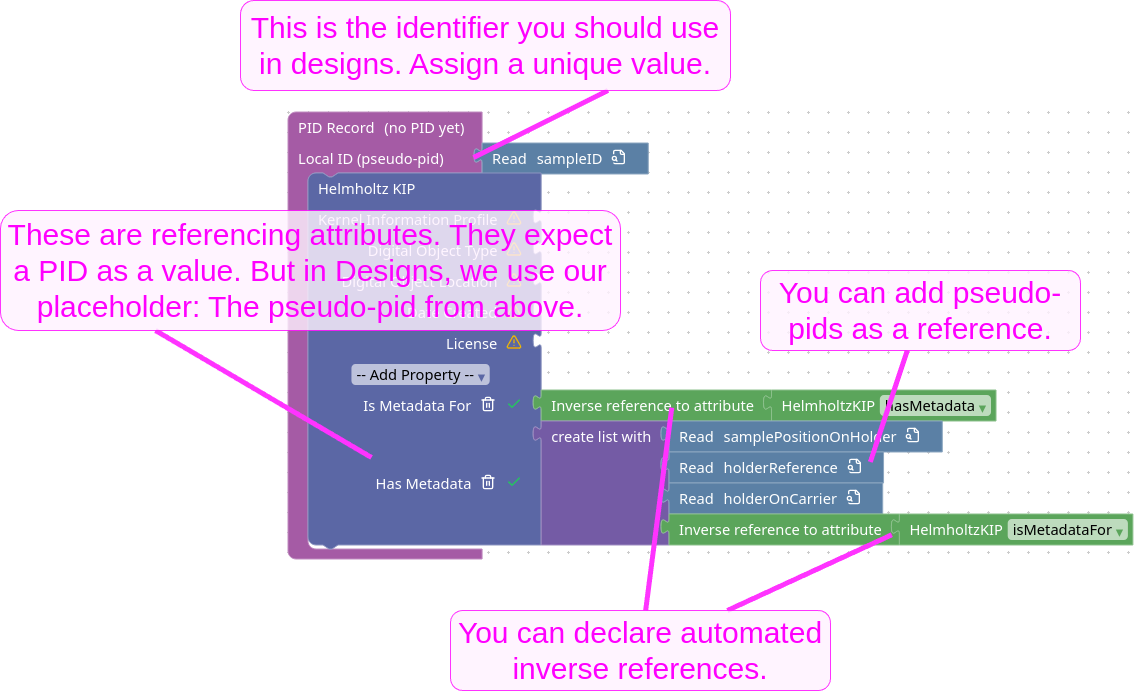 This is the identifier you should use
in designs. Assign a unique value.
PID Record (no PID yet)
Local ID (pseudo-pid)
Read sampleID
Helmholtz KIP
Kernel Information Profile
Digital Object Type
Digital Object Location
These are referencing attributes. They expect
a PID as a value. But in Designs, we use our
placeholder: The pseudo-pid from above.
You can add pseudo-
pids as a reference.
License
-- Add Property --
Is Metadata For
Inverse reference to attribute
HelmholtzKIP hasMetadata
create list with
Read samplePositionOnHolder
Read holderReference
Has Metadata
Read holderOnCarrier
Inverse reference to attribute
HelmholtzKIP isMetadataFor
You can declare automated
inverse references.